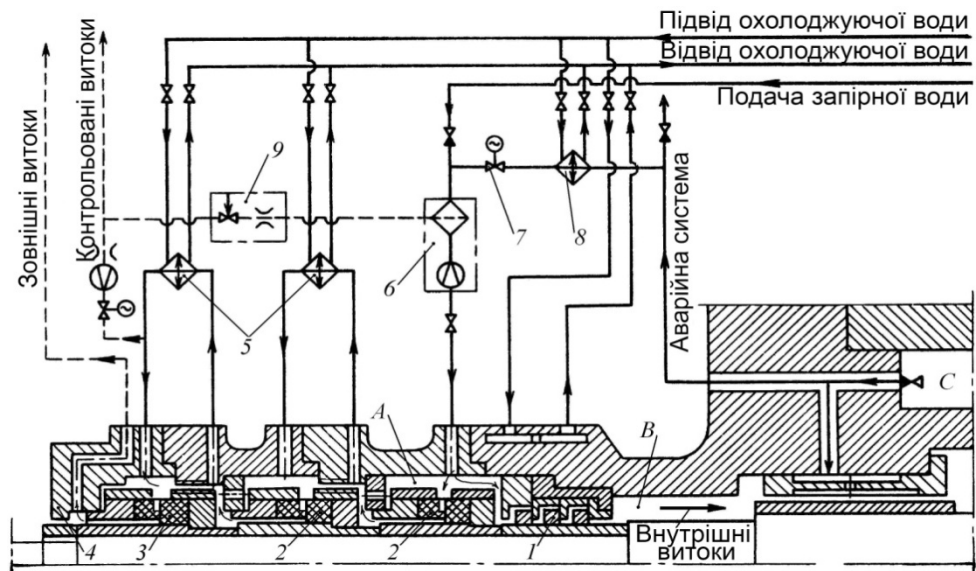 Підвід охолоджуючої води
Відвід охолоджуючої води
Подача запірної води
Зовнішні витоки
Контрольовані витоки
9
7
8
6
5
Аварійна система
C
A
B
Внутрішні
витоки
4
3
2
2
1